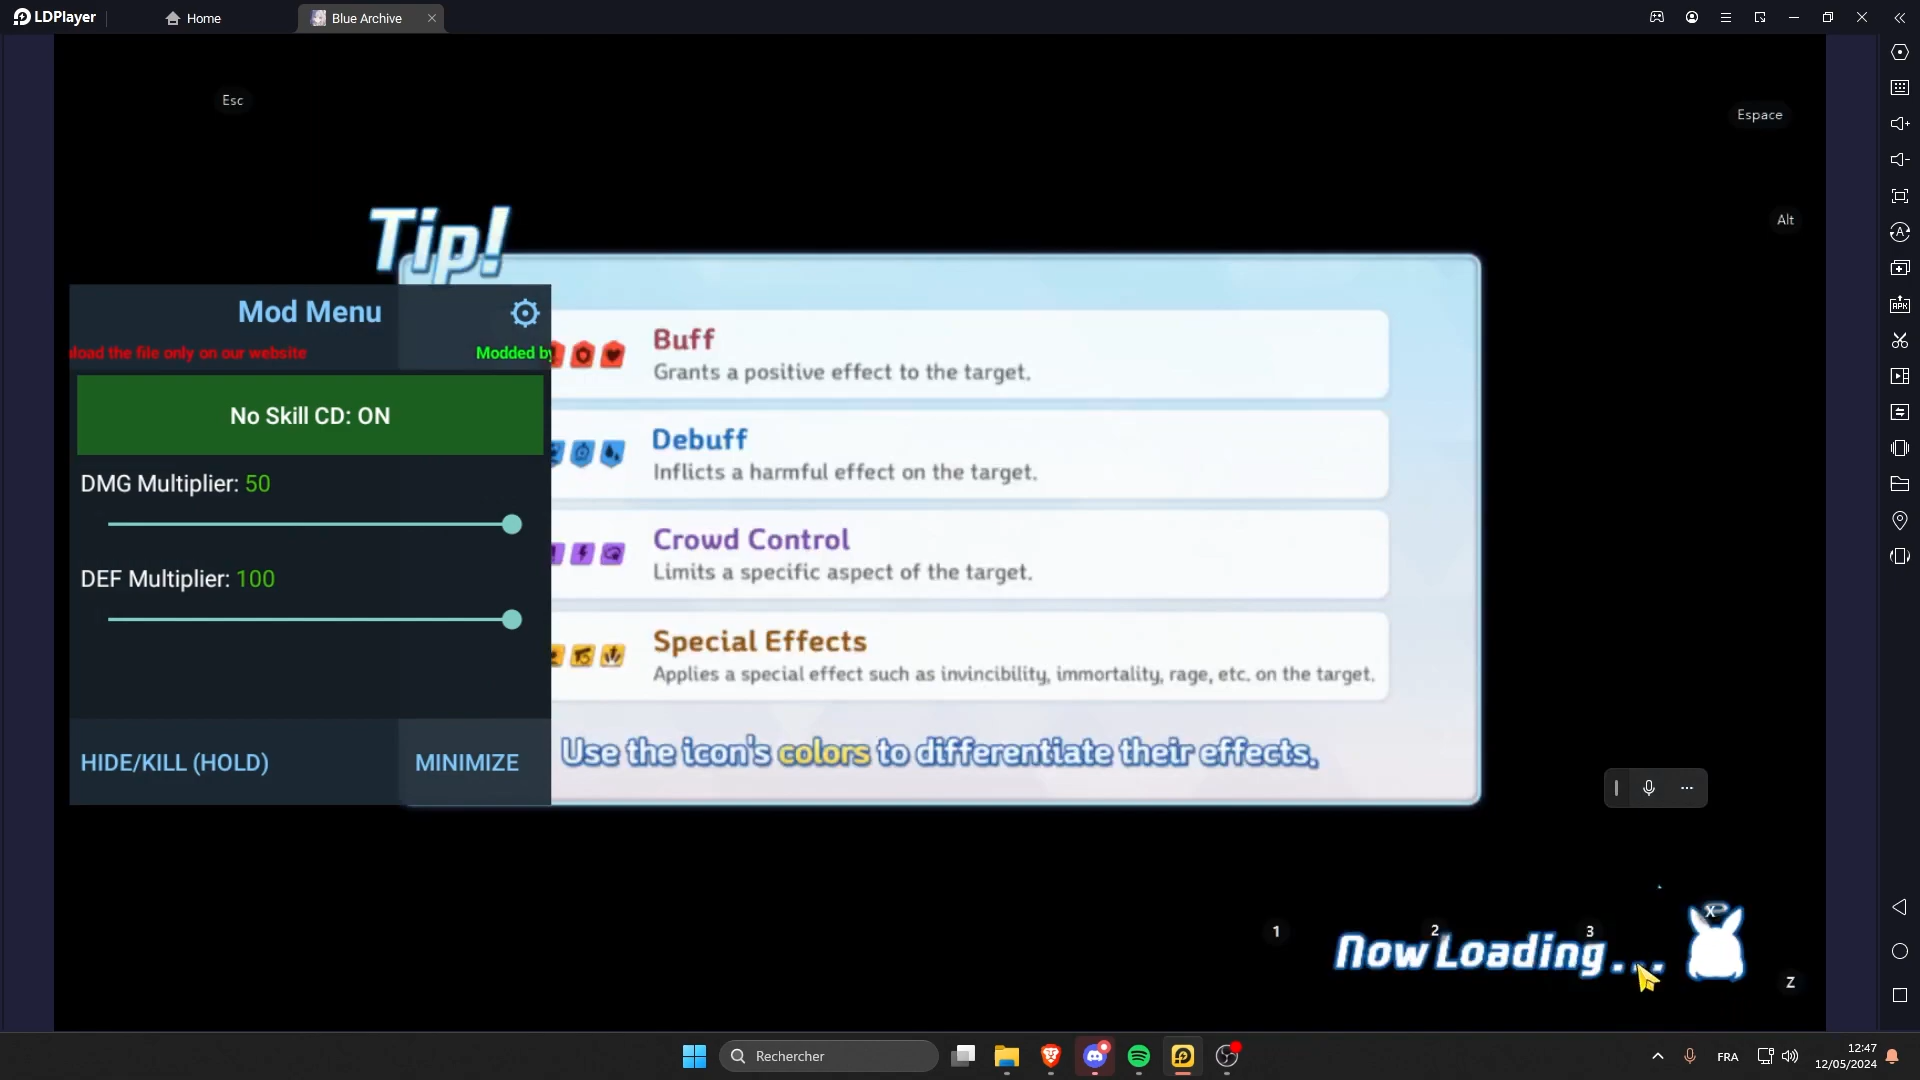 LDPlayer
Home
Blue Archive
Esc
Espace
Alt
Tip!
Mod Menu
load the file only on our website
Modded by
No Skill CD: ON
DMG Multiplier: 50
DEF Multiplier: 100
HIDE/KILL (HOLD)
MINIMIZE
Buff
Grants a positive effect to the target.
Debuff
Inflicts a harmful effect on the target.
Crowd Control
Limits a specific aspect of the target.
Special Effects
Applies a special effect such as invincibility, immortality, rage, etc. on the target.
Use the icon's colors to differentiate their effects.
1
2
3
X
Now Loading...
Z
Rechercher
FRA
12:47
12/05/2024